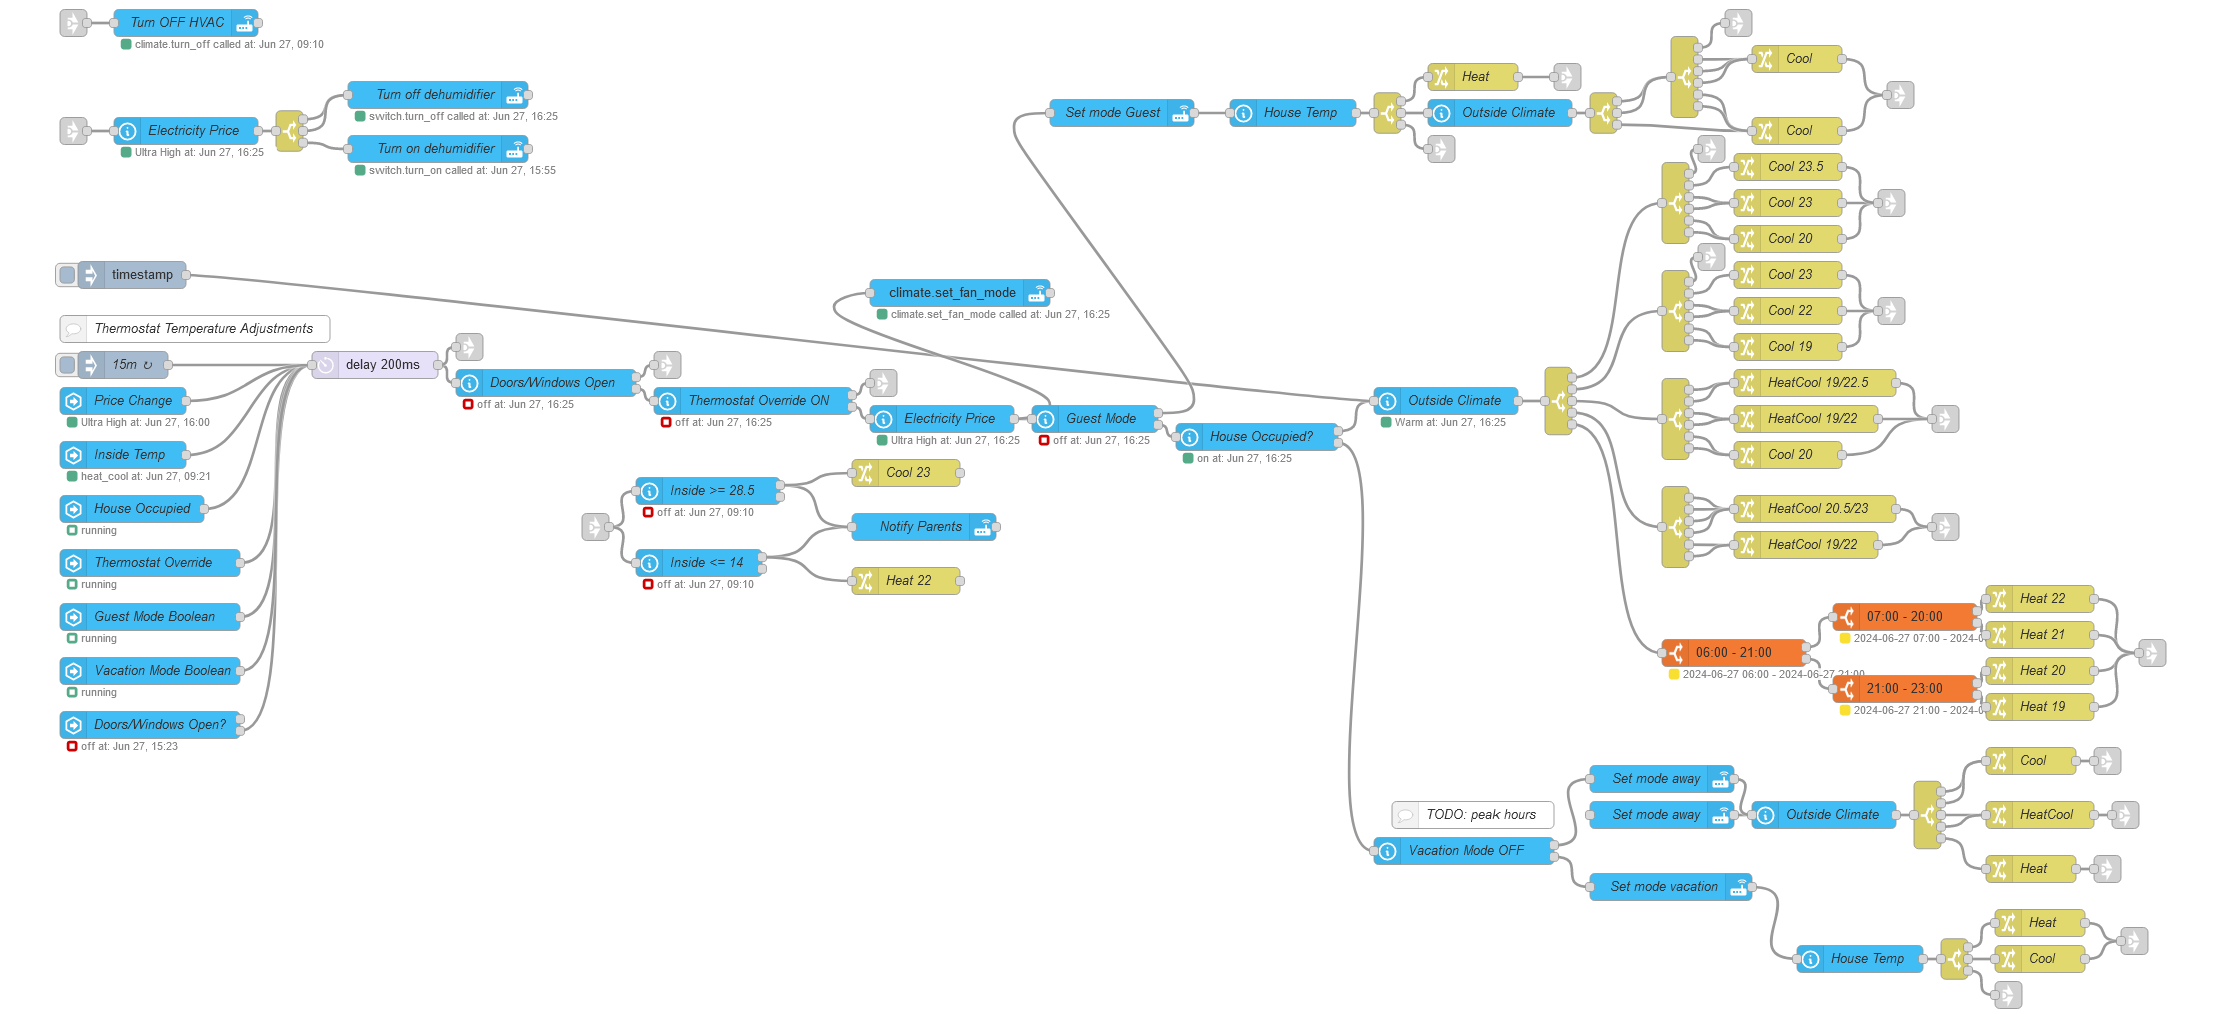 Turn OFF HVAC
climate.turn_off called at: Jun 27, 09:10
Turn off dehumidifier
switch.turn_off called at: Jun 27, 16:25
Electricity Price
Ultra High at: Jun 27, 16:25
Turn on dehumidifier
switch.turn_on called at: Jun 27, 15:55
timestamp
Thermostat Temperature Adjustments
15m ↻
Price Change
Ultra High at: Jun 27, 16:00
Inside Temp
heat_cool at: Jun 27, 09:21
House Occupied
running
Thermostat Override
running
Guest Mode Boolean
running
Vacation Mode Boolean
running
Doors/Windows Open?
off at: Jun 27, 15:23
delay 200ms
Doors/Windows Open
off at: Jun 27, 16:25
Thermostat Override ON
off at: Jun 27, 16:25
climate.set_fan_mode
climate.set_fan_mode called at: Jun 27, 16:25
Electricity Price
Ultra High at: Jun 27, 16:25
Guest Mode
off at: Jun 27, 16:25
House Occupied?
on at: Jun 27, 16:25
Inside >= 28.5
off at: Jun 27, 09:10
Inside <= 14
off at: Jun 27, 09:10
Cool 23
Notify Parents
Heat 22
Set mode Guest
House Temp
Heat
Outside Climate
Cool
Cool
Outside Climate
Warm at: Jun 27, 16:25
Cool 23.5
Cool 23
Cool 20
Cool 23
Cool 22
Cool 19
HeatCool 19/22.5
HeatCool 19/22
Cool 20
HeatCool 20.5/23
HeatCool 19/22
06:00 - 21:00
2024-06-27 06:00 - 2024-06-27 21:00
07:00 - 20:00
2024-06-27 07:00 - 2024-0
21:00 - 23:00
2024-06-27 21:00 - 2024-0
Heat 22
Heat 21
Heat 20
Heat 19
TODO: peak hours
Vacation Mode OFF
Set mode away
Set mode away
Set mode vacation
Outside Climate
Cool
HeatCool
Heat
House Temp
Heat
Cool